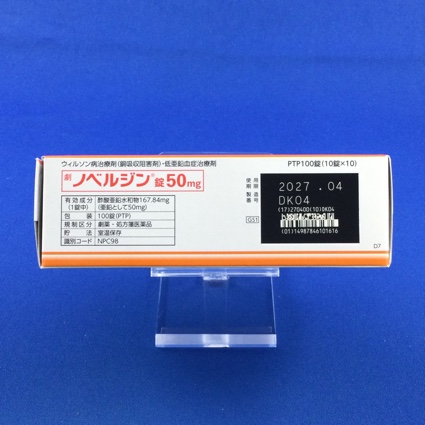 ウィルソン病治療剤(銅吸収阻害剤)・低亜鉛血症治療剤
PTP100錠(10錠×10)
劇 ノベルジン®錠50mg
有効成分(1錠中) 酢酸亜鉛水和物167.84mg
(亜鉛として50mg)
包装 100錠(PTP)
規制区分 劇薬・処方箋医薬品
貯法 室温保存
識別コード NPC98
使用期限 2027.04
製造番号 DK04
(17)270400(10)DK04
GS1
(01)14987846101616
D7